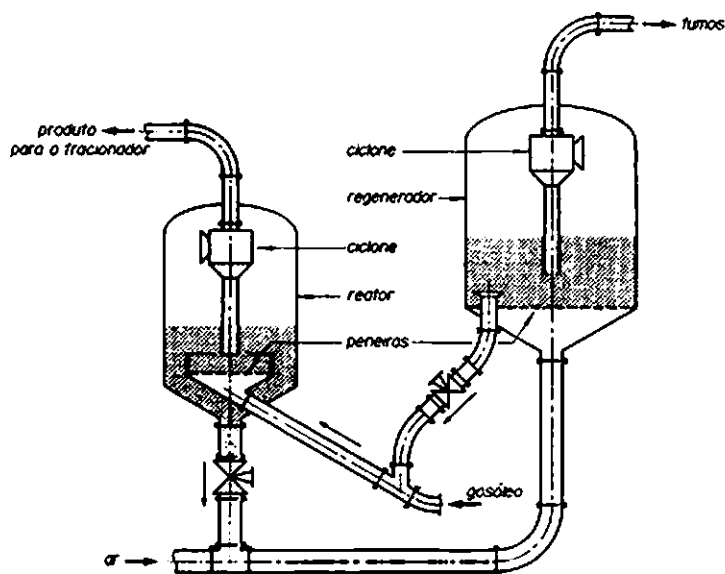 fumos
produto
para o fracionador
ciclone
regenerador
ciclone
reator
peneiras
gasóleo
ar